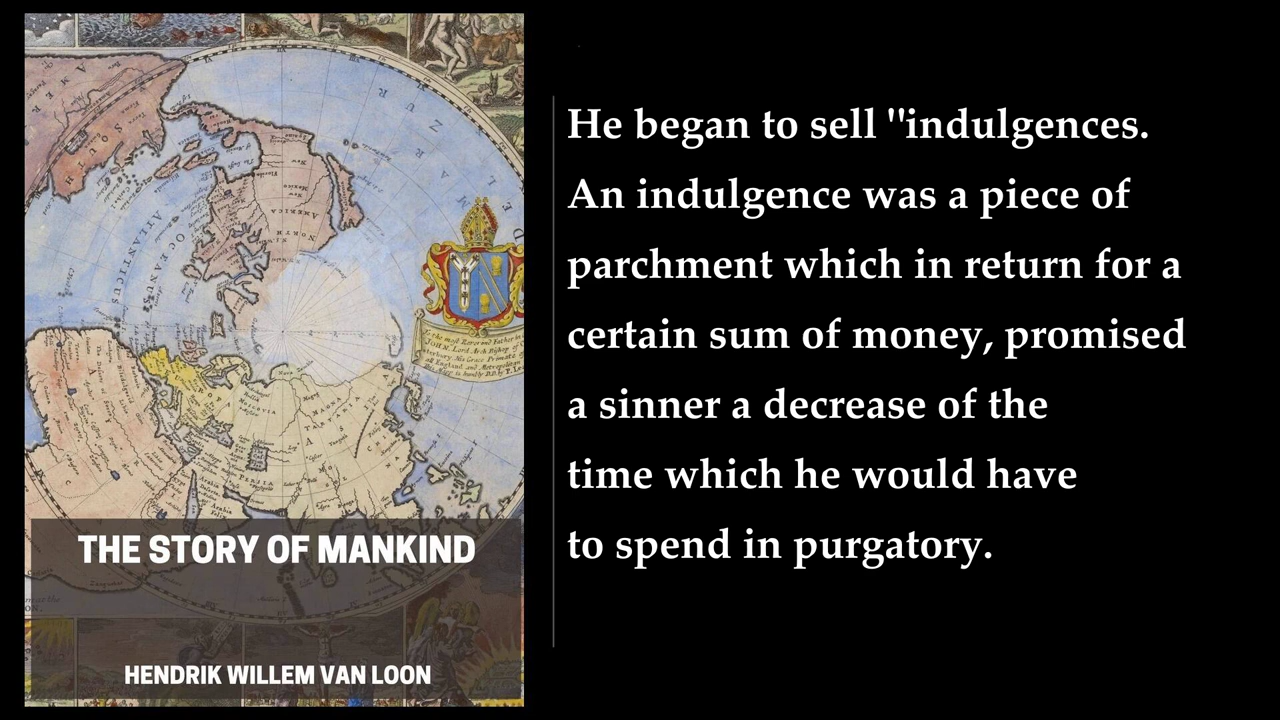 He began to sell "indulgences.
An indulgence was a piece of
parchment which in return for a
certain sum of money, promised
a sinner a decrease of the
time which he would have
to spend in purgatory.
THE STORY OF MANKIND
HENDRIK WILLEM VAN LOON